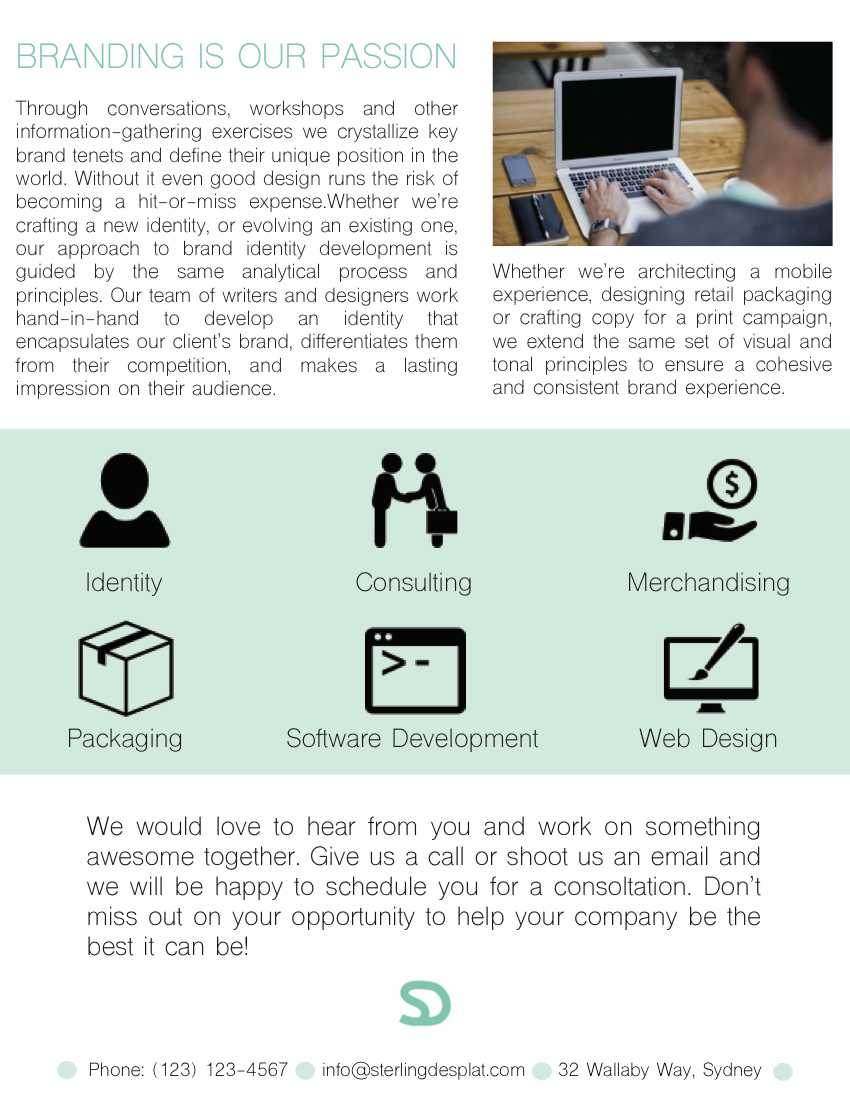 BRANDING IS OUR PASSION
Through conversations, workshops and other
information-gathering exercises we crystallize key
brand tenets and define their unique position in the
world. Without it even good design runs the risk of
becoming a hit-or-miss expense.Whether we're
crafting a new identity, or evolving an existing one,
our approach to brand identity development is
guided by the same analytical process and
principles. Our team of writers and designers work
hand-in-hand to develop an identity that
encapsulates our client's brand, differentiates them
from their competition, and makes a lasting
impression on their audience.
Whether we're architecting a mobile
experience, designing retail packaging
or crafting copy for a print campaign,
we extend the same set of visual and
tonal principles to ensure a cohesive
and consistent brand experience.
$
Identity
Consulting
Merchandising
>-
Packaging
Software Development
Web Design
We would love to hear from you and work on something
awesome together. Give us a call or shoot us an email and
we will be happy to schedule you for a consoltation. Don't
miss out on your opportunity to help your company be the
best it can be!
SD
Phone: (123) 123-4567
info@sterlingdesplat.com
32 Wallaby Way, Sydney